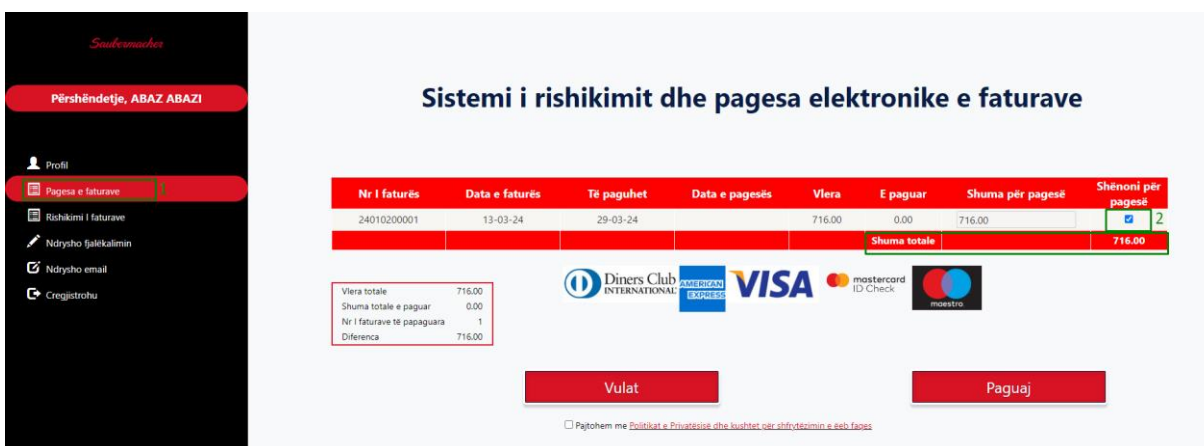 Saubermacher
Përshëndetje, ABAZ ABAZI
Profil
Pagesa e faturave 1
Rishikimi I faturave
Ndrysho fjalëkalimin
Ndrysho email
Cregjistrohu
Sistemi i rishikimit dhe pagesa elektronike e faturave
Nr I faturës Data e faturës Të paguhet Data e pagesës Vlera E paguar Shuma për pagesë Shënoni për pagesë
24010200001 13-03-24 29-03-24 716.00 0.00 716.00 2
Shuma totale 716.00
Diners Club INTERNATIONAL AMERICAN EXPRESS VISA mastercard ID Check maestro
Vlera totale 716.00
Shuma totale e paguar 0.00
Nr I faturave të papaguara 1
Diferenca 716.00
Vulat Paguaj
Pajtohem me Politikat e Privatësisë dhe kushtet për shfrytëzimin e ëeb faqes